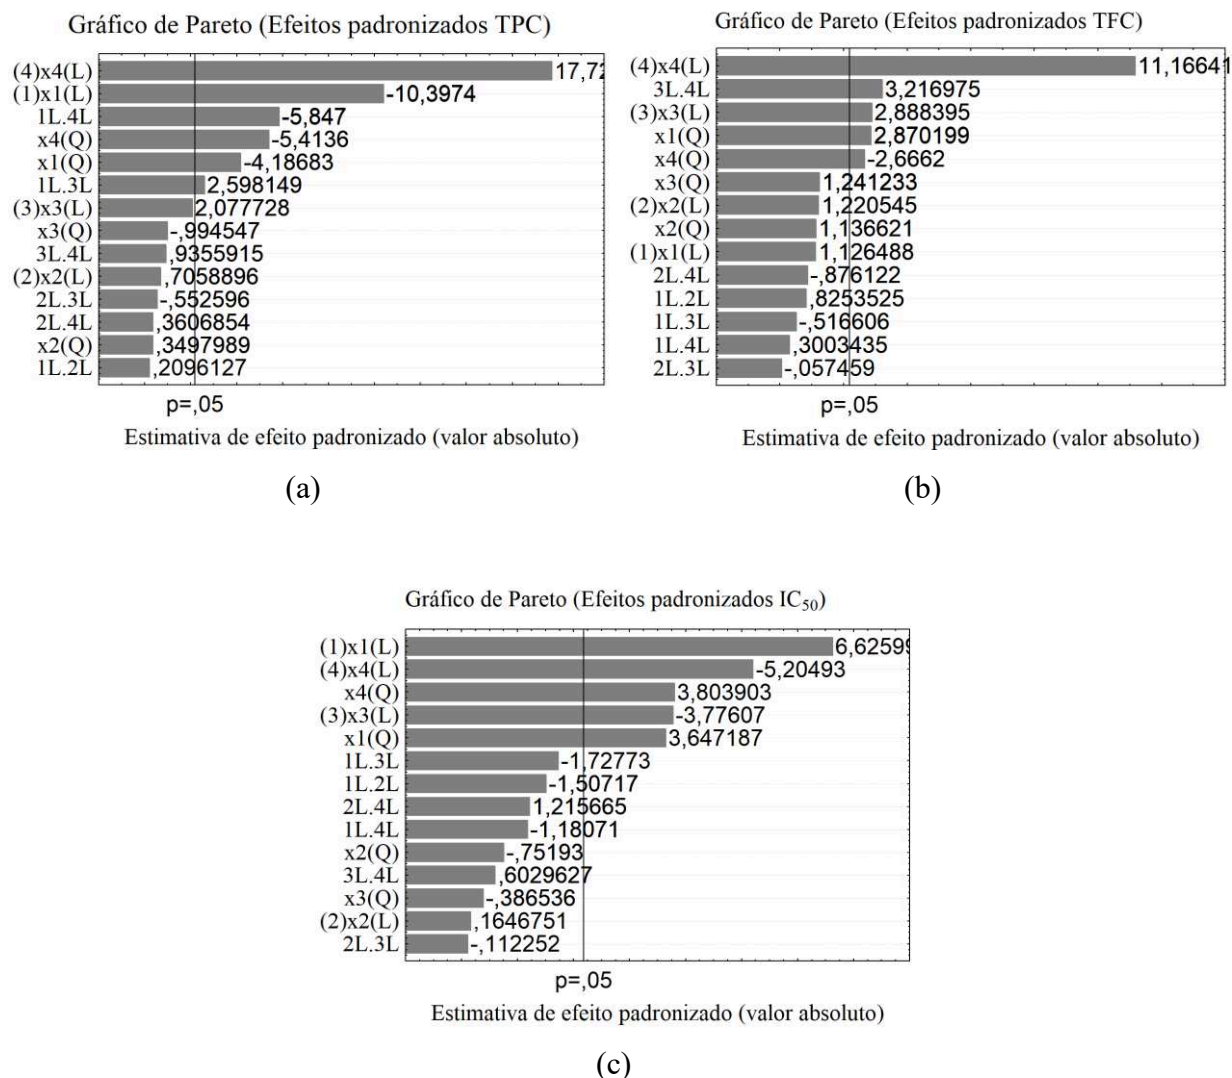 Gráfico de Pareto (Efeitos padronizados TPC)
(4)x4(L) 17,72
(1)x1(L) -10,3974
1L.4L -5,847
x4(Q) -5,4136
x1(Q) -4,18683
1L.3L 2,598149
(3)x3(L) 2,077728
x3(Q) -,994547
3L.4L ,9355915
(2)x2(L) ,7058896
2L.3L -,552596
2L.4L ,3606854
x2(Q) ,3497989
1L.2L ,2096127
p=,05
Estimativa de efeito padronizado (valor absoluto)
(a)
Gráfico de Pareto (Efeitos padronizados TFC)
(4)x4(L) 11,16641
3L.4L 3,216975
(3)x3(L) 2,888395
x1(Q) 2,870199
x4(Q) -2,6662
x3(Q) 1,241233
(2)x2(L) 1,220545
x2(Q) 1,136621
(1)x1(L) 1,126488
2L.4L -,876122
1L.2L ,8253525
1L.3L -,516606
1L.4L ,3003435
2L.3L -,057459
p=,05
Estimativa de efeito padronizado (valor absoluto)
(b)
Gráfico de Pareto (Efeitos padronizados IC₅₀)
(1)x1(L) 6,62599
(4)x4(L) -5,20493
x4(Q) 3,803903
(3)x3(L) -3,77607
x1(Q) 3,647187
1L.3L -1,72773
1L.2L -1,50717
2L.4L 1,215665
1L.4L -1,18071
x2(Q) -,75193
3L.4L ,6029627
x3(Q) -,386536
(2)x2(L) ,1646751
2L.3L -,112252
p=,05
Estimativa de efeito padronizado (valor absoluto)
(c)